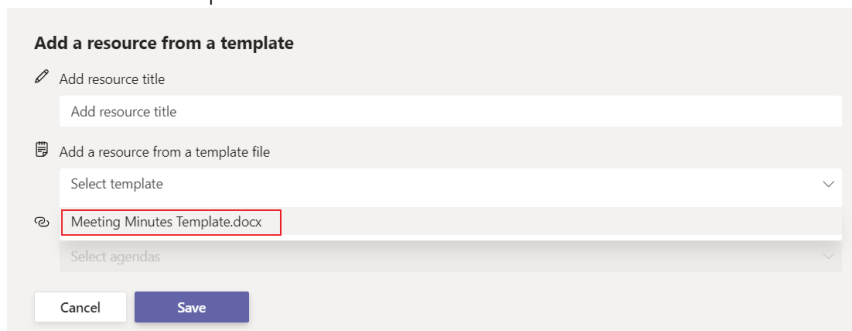 Add a resource from a template
Add resource title
Add resource title
Add a resource from a template file
Select template
Meeting Minutes Template.docx
Select agendas
Cancel Save